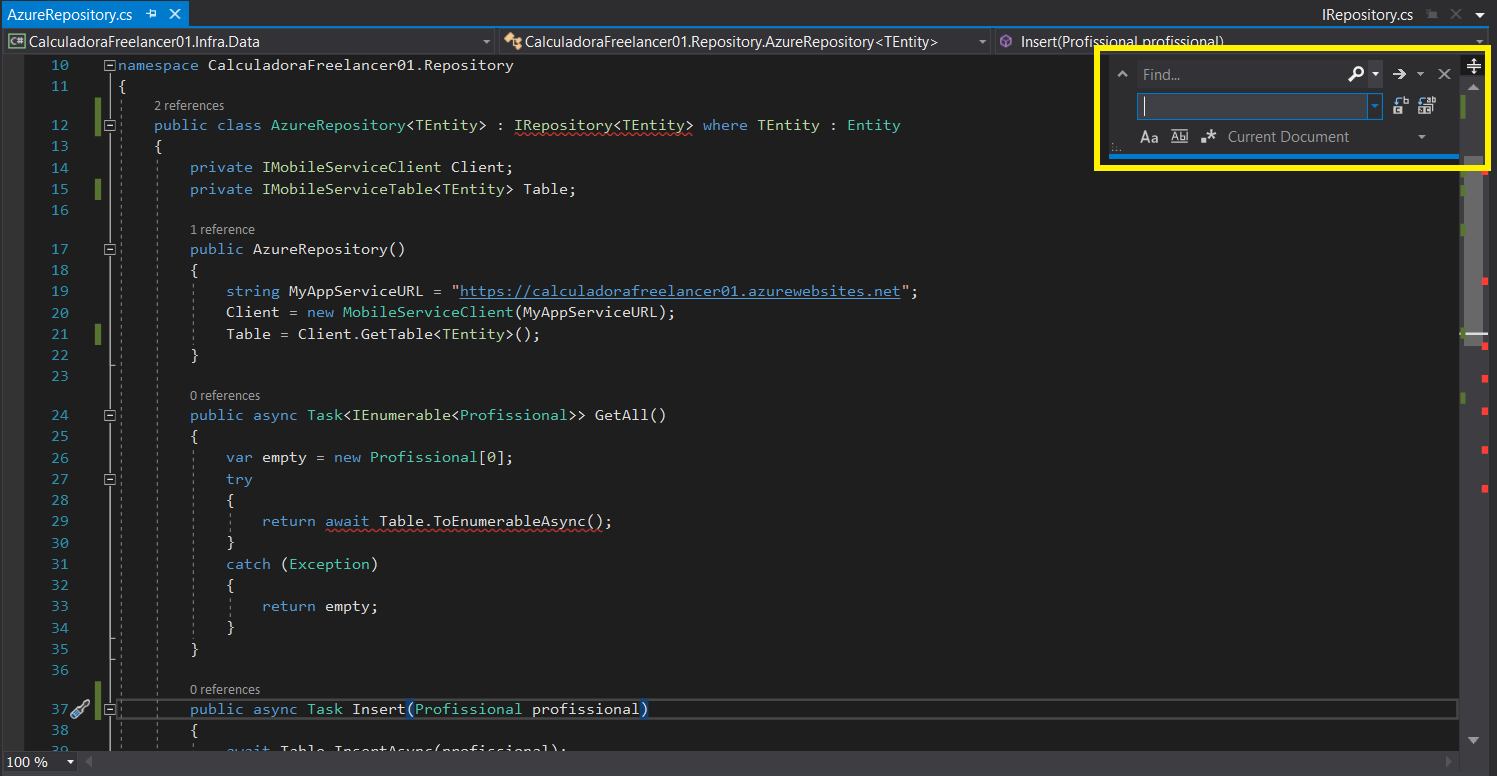 AzureRepository.cs
IRepository.cs
C# CalculadoraFreelancer01.Infra.Data
CalculadoraFreelancer01.Repository.AzureRepository<TEntity>
Insert(Profissional profissional)
Find...
Aa Abl .* Current Document
10 namespace CalculadoraFreelancer01.Repository
11 {
2 references
12 public class AzureRepository<TEntity> : IRepository<TEntity> where TEntity : Entity
13 {
14 private IMobileServiceClient Client;
15 private IMobileServiceTable<TEntity> Table;
16
1 reference
17 public AzureRepository()
18 {
19 string MyAppServiceURL = "https://calculadorafreelancer01.azurewebsites.net";
20 Client = new MobileServiceClient(MyAppServiceURL);
21 Table = Client.GetTable<TEntity>();
22 }
23
0 references
24 public async Task<IEnumerable<Profissional>> GetAll()
25 {
26 var empty = new Profissional[0];
27 try
28 {
29 return await Table.ToEnumerableAsync();
30 }
31 catch (Exception)
32 {
33 return empty;
34 }
35 }
36
0 references
37 public async Task Insert(Profissional profissional)
38 {
39 await Table.InsertAsync(profissional);
100 %